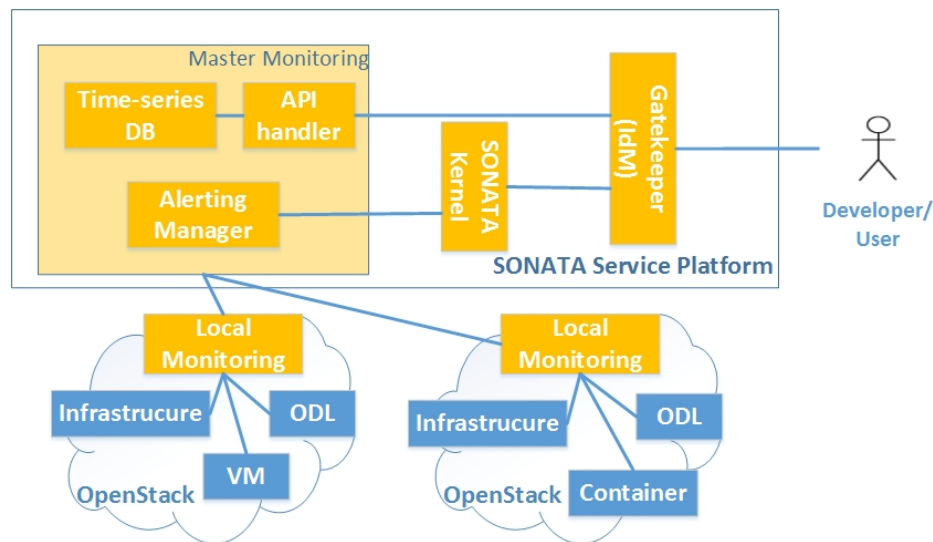 Master Monitoring
Time-series
DB
API
handler
Gatekeeper
(IdM)
SONATA
Kernel
Alerting
Manager
SONATA Service Platform
Developer/
User
Local
Monitoring
Infrastrucure
ODL
VM
OpenStack
Local
Monitoring
Infrastrucure
ODL
Container
OpenStack